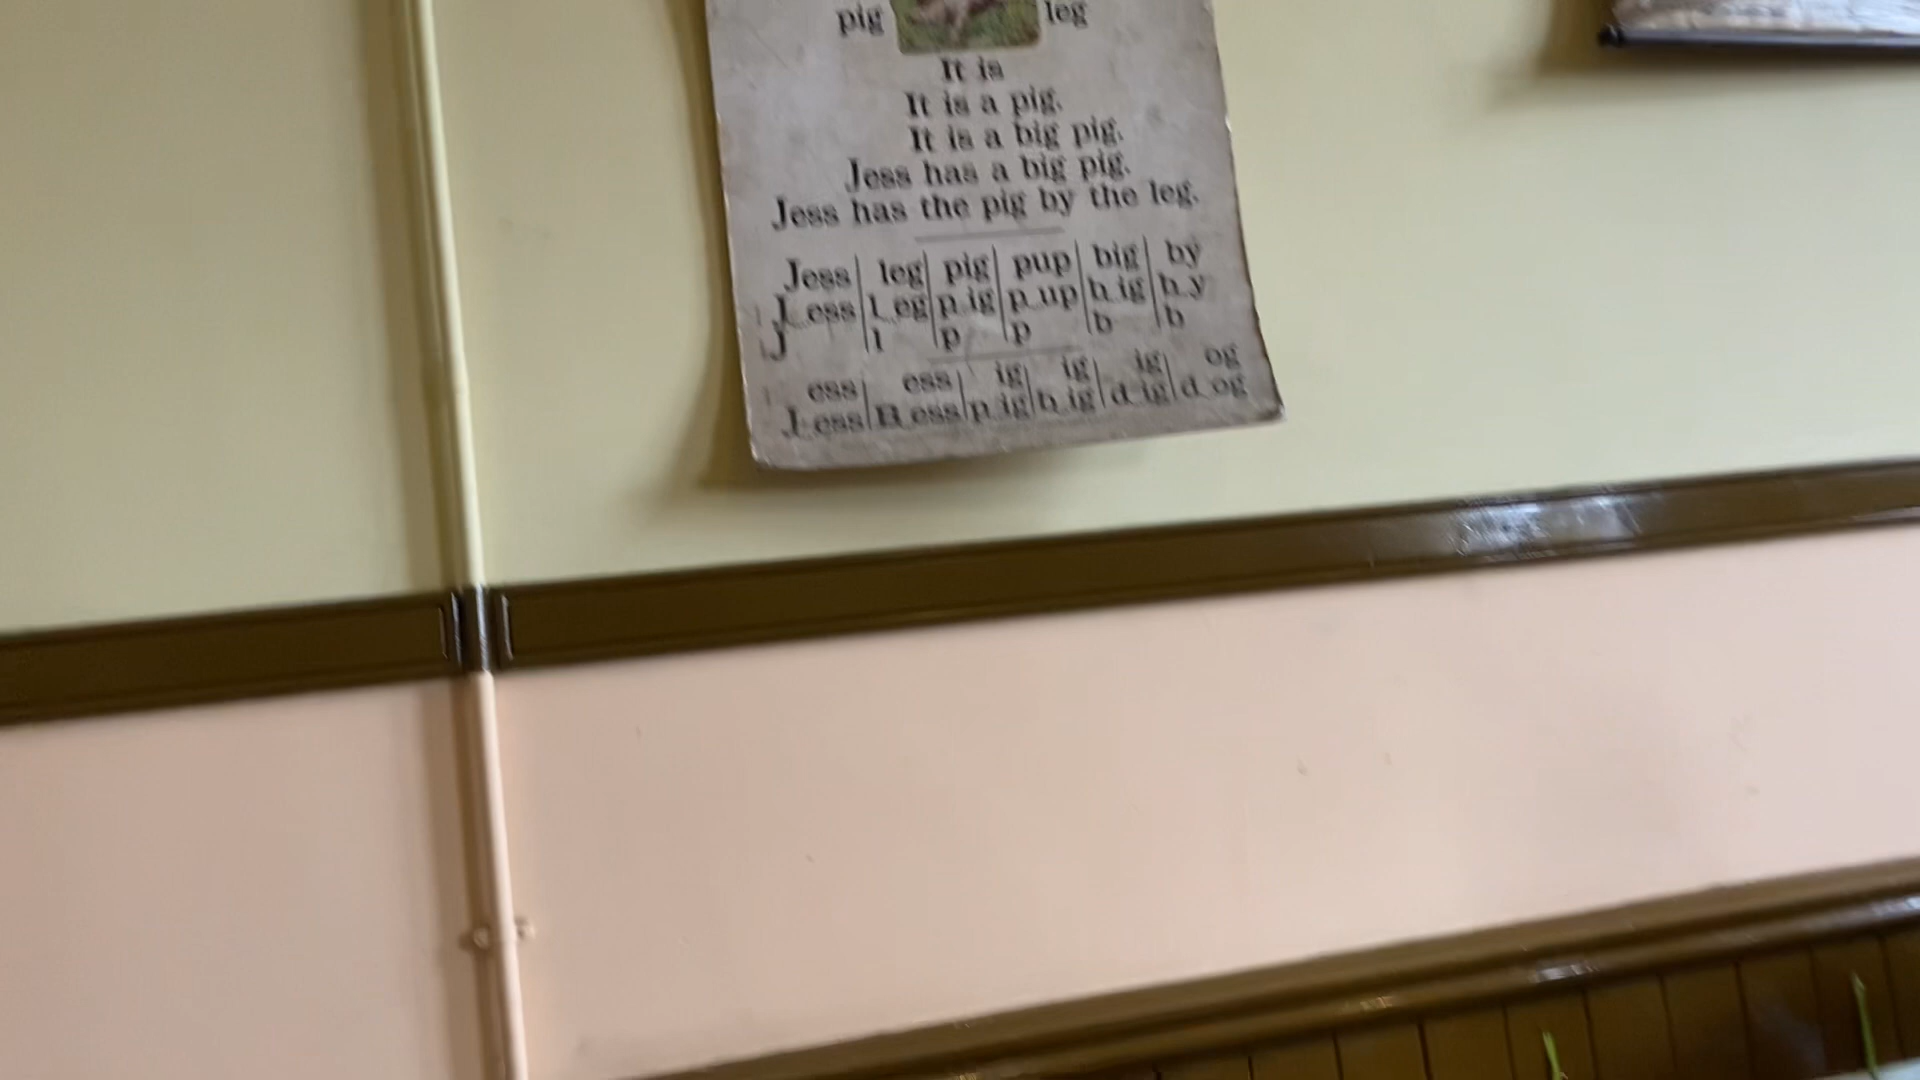 pig leg
It is
It is a pig.
It is a big pig.
Jess has a big pig.
Jess has the pig by the leg.
Jess leg pig pup big by
J ess l eg p ig p up b ig b y
J l p p b b
ess ess ig ig ig og
J ess B ess p ig b ig d ig d og